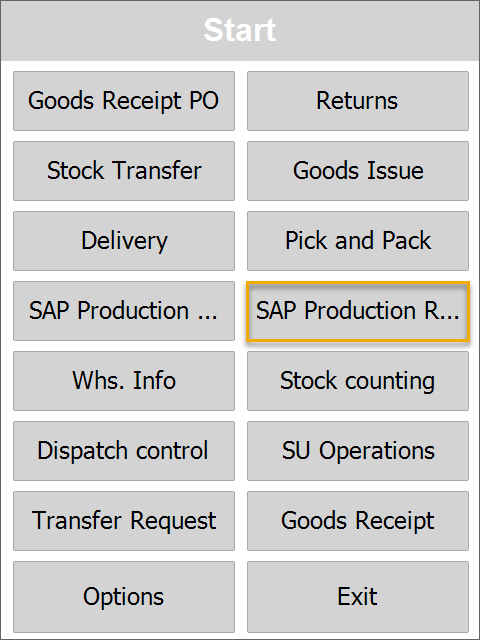 Start
Goods Receipt PO
Returns
Stock Transfer
Goods Issue
Delivery
Pick and Pack
SAP Production ...
SAP Production R...
Whs. Info
Stock counting
Dispatch control
SU Operations
Transfer Request
Goods Receipt
Options
Exit